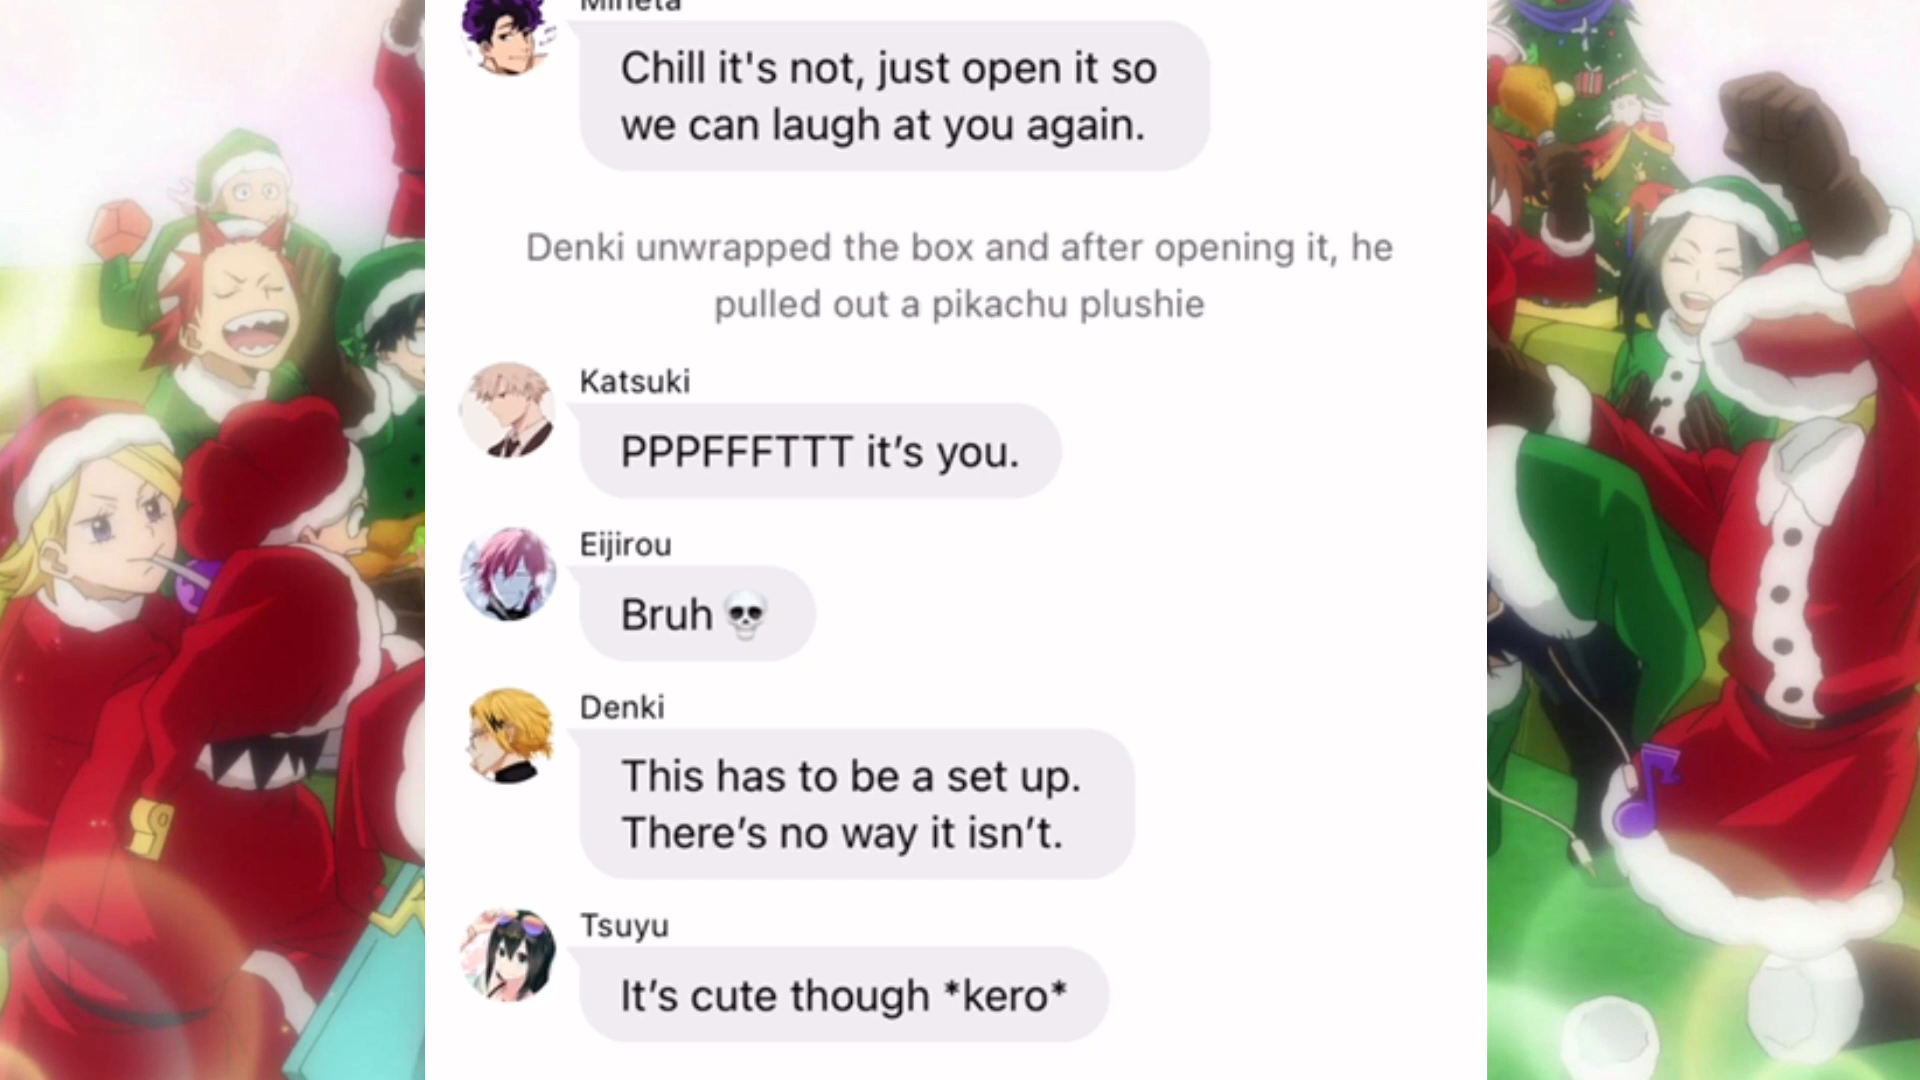 Mineta
Chill it's not, just open it so
we can laugh at you again.
Denki unwrapped the box and after opening it, he
pulled out a pikachu plushie
Katsuki
PPPFFFTTT it’s you.
Eijirou
Bruh 💀
Denki
This has to be a set up.
There’s no way it isn’t.
Tsuyu
It’s cute though *kero*